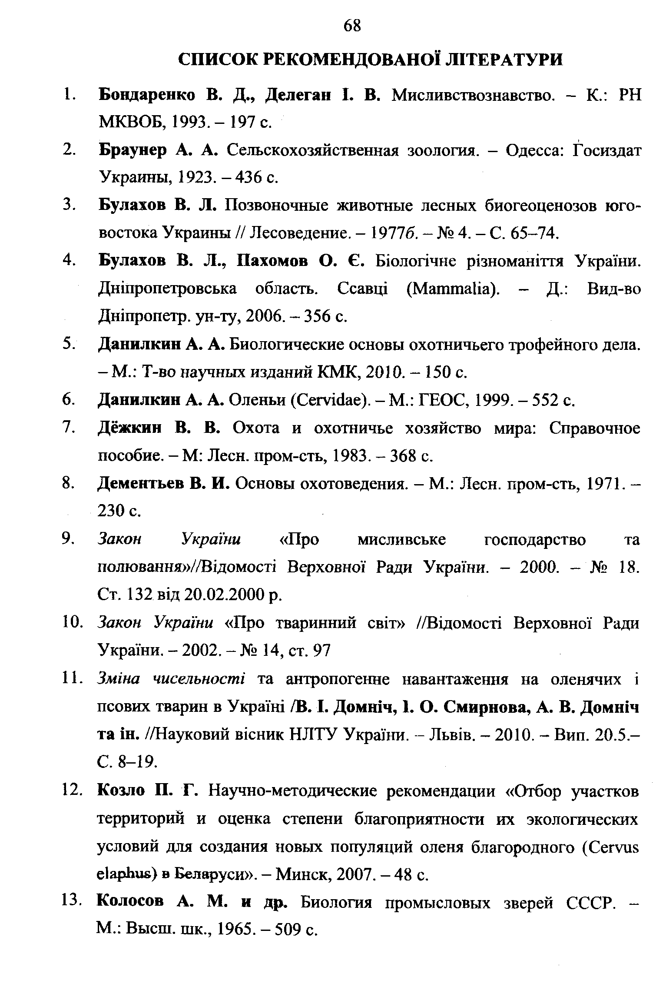 68
СПИСОК РЕКОМЕНДОВАНОЇ ЛІТЕРАТУРИ
1. Бондаренко В. Д., Делеган І. В. Мисливствознавство. – К.: РН
МКВОБ, 1993. – 197 с.
2. Браунер А. А. Сельскохозяйственная зоология. – Одесса: Госиздат
Украины, 1923. – 436 с.
3. Булахов В. Л. Позвоночные животные лесных биогеоценозов юго-
востока Украины // Лесоведение. – 1977б. – № 4. – С. 65–74.
4. Булахов В. Л., Пахомов О. Є. Біологічне різноманіття України.
Дніпропетровська область. Ссавці (Mammalia). – Д.: Вид-во
Дніпропетр. ун-ту, 2006. – 356 с.
5. Данилкин А. А. Биологические основы охотничьего трофейного дела.
– М.: Т-во научных изданий КМК, 2010. – 150 с.
6. Данилкин А. А. Оленьи (Cervidae). – М.: ГЕОС, 1999. – 552 с.
7. Дёжкин В. В. Охота и охотничье хозяйство мира: Справочное
пособие. – М: Лесн. пром-сть, 1983. – 368 с.
8. Дементьев В. И. Основы охотоведения. – М.: Лесн. пром-сть, 1971. –
230 с.
9. Закон України «Про мисливське господарство та
полювання»//Відомості Верховної Ради України. – 2000. – № 18.
Ст. 132 від 20.02.2000 р.
10. Закон України «Про тваринний світ» //Відомості Верховної Ради
України. – 2002. – № 14, ст. 97
11. Зміна чисельності та антропогенне навантаження на оленячих і
псових тварин в Україні /В. І. Домніч, І. О. Смирнова, А. В. Домніч
та ін. //Науковий вісник НЛТУ України. – Львів. – 2010. – Вип. 20.5.–
С. 8–19.
12. Козло П. Г. Научно-методические рекомендации «Отбор участков
территорий и оценка степени благоприятности их экологических
условий для создания новых популяций оленя благородного (Cervus
elaphus) в Беларуси». – Минск, 2007. – 48 с.
13. Колосов А. М. и др. Биология промысловых зверей СССР. –
М.: Высш. шк., 1965. – 509 с.